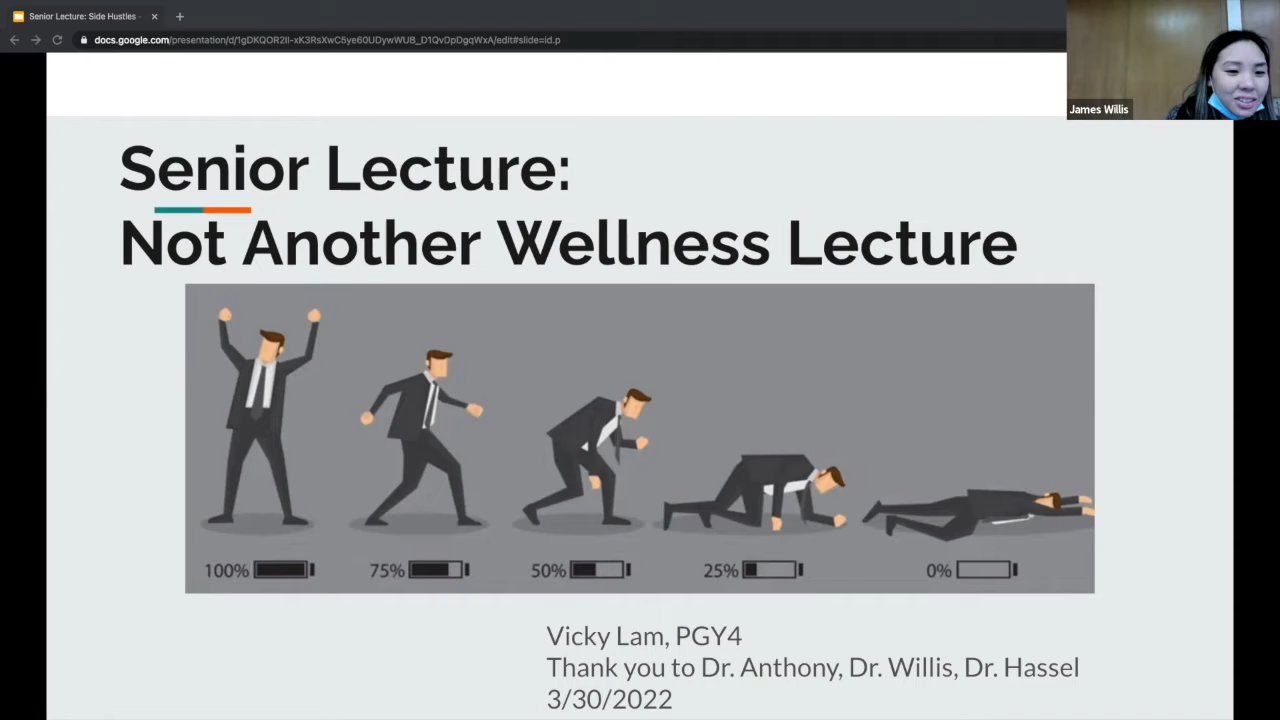 Senior Lecture: Side Hustles -
docs.google.com/presentation/d/1gDKQOR2II-xK3RsXwC5ye60UDywWUB_D1QvDpDgqWxA/edit#slide=id.p
James Willis
Senior Lecture:
Not Another Wellness Lecture
100% 75% 50% 25% 0%
Vicky Lam, PGY4
Thank you to Dr. Anthony, Dr. Willis, Dr. Hassel
3/30/2022